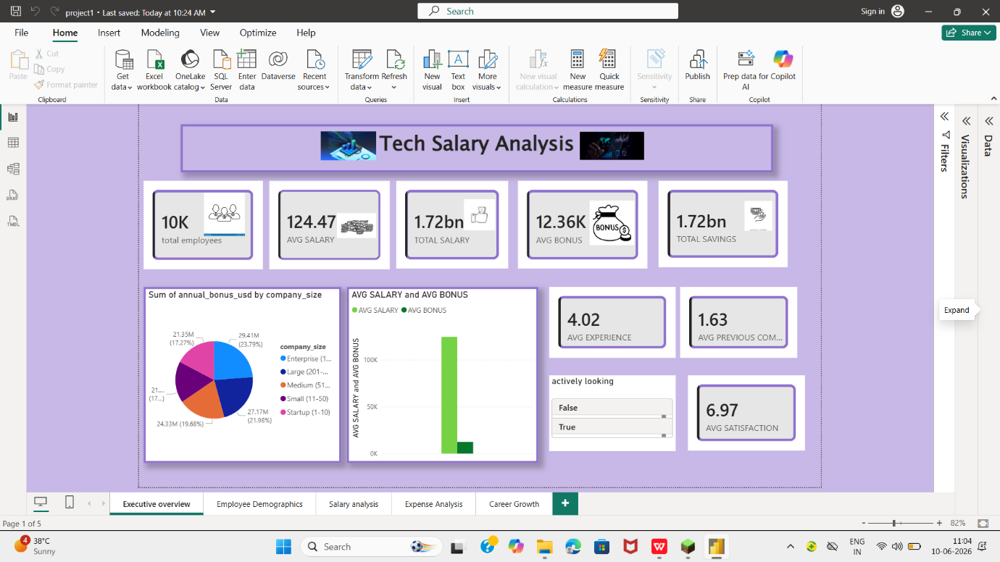 project1 • Last saved: Today at 10:24 AM
Search
Sign in
File Home Insert Modeling View Optimize Help
Share
Paste
Cut
Copy
Format painter
Clipboard
Get data
Excel workbook
OneLake catalog
SQL Server
Enter data
Dataverse
Recent sources
Data
Transform data
Refresh
Queries
New visual
Text box
More visuals
Insert
New visual calculation
New measure
Quick measure
Calculations
Sensitivity
Sensitivity
Publish
Share
Prep data for AI
Copilot
Copilot
Tech Salary Analysis
10K
total employees
124.47
AVG SALARY
1.72bn
TOTAL SALARY
12.36K
AVG BONUS
BONUS
1.72bn
TOTAL SAVINGS
Sum of annual_bonus_usd by company_size
21.35M
(17.27%)
29.41M
(23.79%)
21....
(17...)
24.33M (19.68%)
27.17M
(21.98%)
company_size
Enterprise (1...
Large (201-...
Medium (51...
Small (11-50)
Startup (1-10)
AVG SALARY and AVG BONUS
AVG SALARY AVG BONUS
AVG SALARY and AVG BONUS
100K
50K
0K
4.02
AVG EXPERIENCE
1.63
AVG PREVIOUS COM...
actively looking
False
True
6.97
AVG SATISFACTION
Filters
Visualizations
Data
Expand
DAX
TMDL
Executive overview
Employee Demographics
Salary analysis
Expense Analysis
Career Growth
Page 1 of 5
82%
4
38°C
Sunny
Search
ENG
IN
11:04
10-06-2026